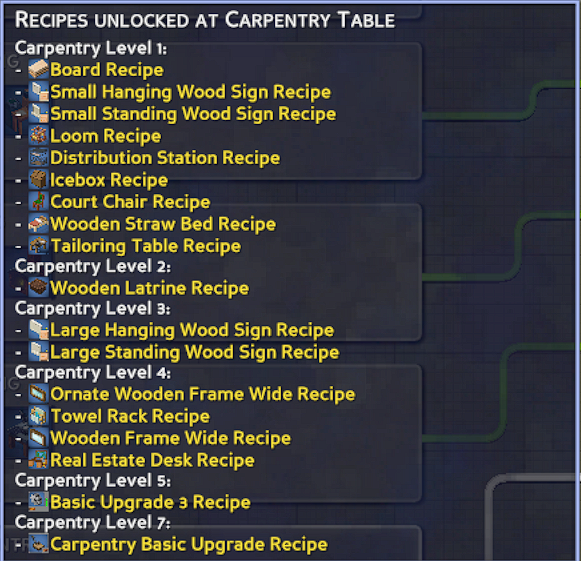 Recipes unlocked at Carpentry Table
Carpentry Level 1:
- Board Recipe
- Small Hanging Wood Sign Recipe
- Small Standing Wood Sign Recipe
- Loom Recipe
- Distribution Station Recipe
- Icebox Recipe
- Court Chair Recipe
- Wooden Straw Bed Recipe
- Tailoring Table Recipe
Carpentry Level 2:
- Wooden Latrine Recipe
Carpentry Level 3:
- Large Hanging Wood Sign Recipe
- Large Standing Wood Sign Recipe
Carpentry Level 4:
- Ornate Wooden Frame Wide Recipe
- Towel Rack Recipe
- Wooden Frame Wide Recipe
- Real Estate Desk Recipe
Carpentry Level 5:
- Basic Upgrade 3 Recipe
Carpentry Level 7:
- Carpentry Basic Upgrade Recipe